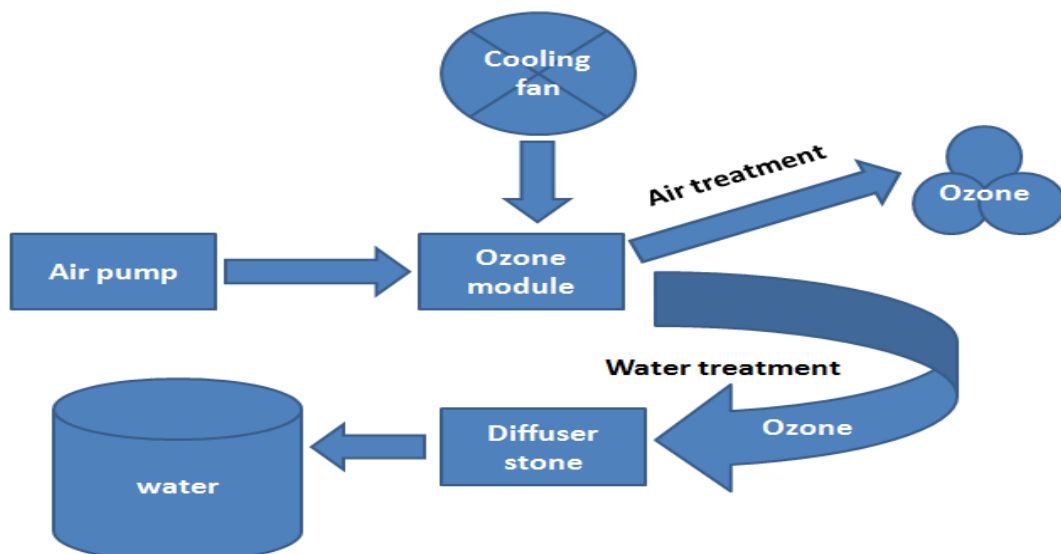 Cooling
fan
Air treatment
Ozone
Air pump
Ozone
module
Water treatment
Ozone
Diffuser
stone
water